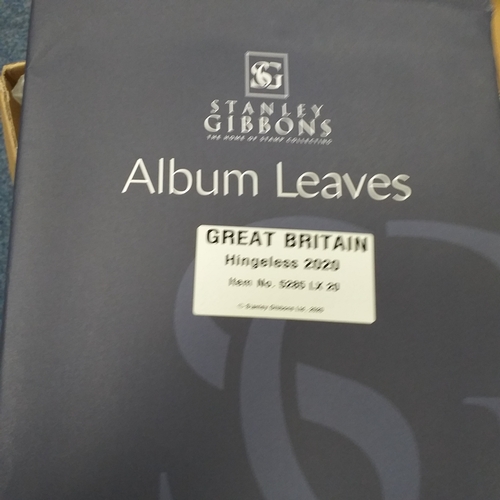 SG
STANLEY
GIBBONS
THE HOME OF STAMP COLLECTING
Album Leaves
GREAT BRITAIN
Hingeless 2020
Item No. 5285 LX 20
© Stanley Gibbons Ltd. 2020